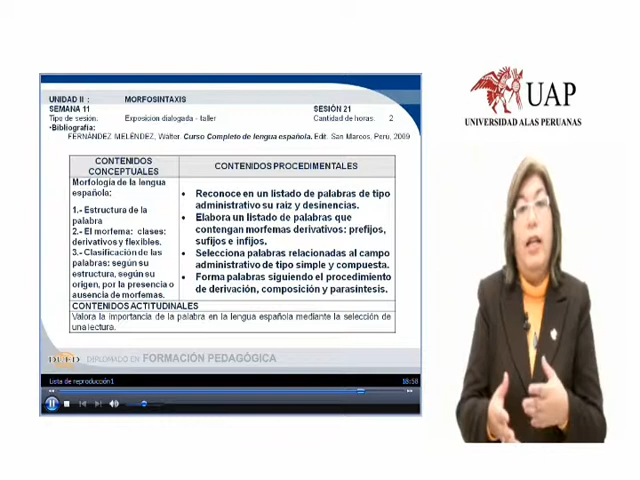 UNIDAD II : MORFOSINTAXIS
SEMANA 11 SESIÓN 21
Tipo de sesión. Exposición dialogada - taller Cantidad de horas. 2
•Bibliografía:
FERNÁNDEZ MELÉNDEZ, Wálter. Curso Completo de lengua española. Edit. San Marcos, Peru, 2009
CONTENIDOS
CONCEPTUALES
CONTENIDOS PROCEDIMENTALES
Morfología de la lengua
española:
1.- Estructura de la
palabra
2.- El morfema: clases:
derivativos y flexibles.
3.- Clasificación de las
palabras: según su
estructura, según su
origen, por la presencia o
ausencia de morfemas.
• Reconoce en un listado de palabras de tipo
administrativo su raiz y desinencias.
• Elabora un listado de palabras que
contengan morfemas derivativos: prefijos,
sufijos e infijos.
• Selecciona palabras relacionadas al campo
administrativo de tipo simple y compuesta.
• Forma palabras siguiendo el procedimiento
de derivación, composición y parasíntesis.
CONTENIDOS ACTITUDINALES
Valora la importancia de la palabra en la lengua española mediante la selección de
una lectura.
DUED DIPLOMADO EN FORMACIÓN PEDAGÓGICA
Lista de reproducción1 18:58
UAP
UNIVERSIDAD ALAS PERUANAS